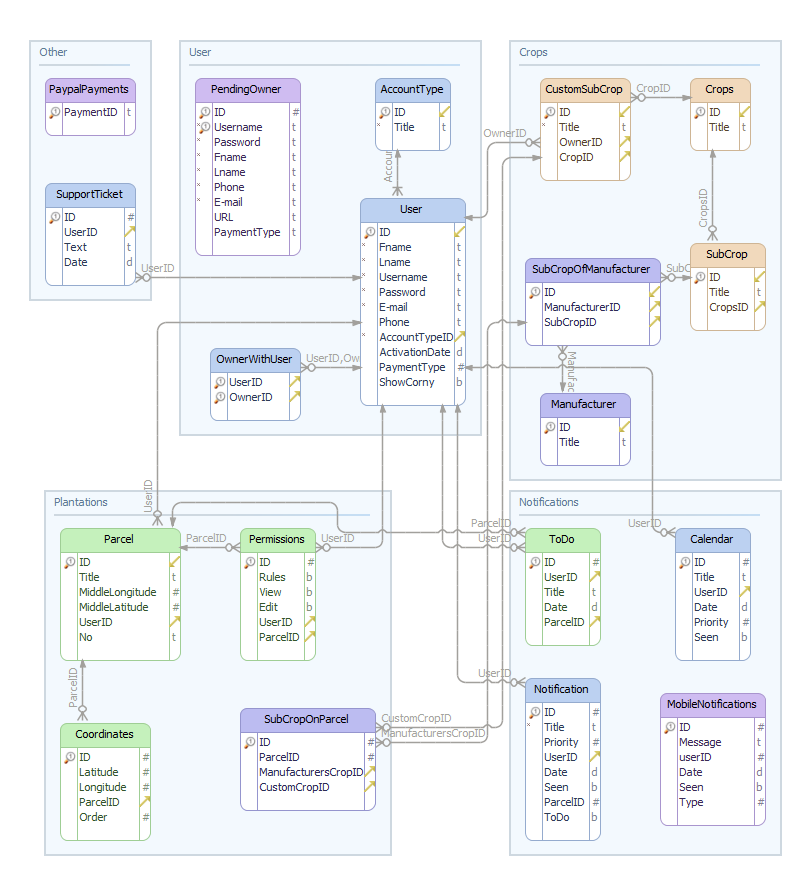 Other
PaypalPayments
PaymentID t
SupportTicket
ID #
UserID
Text t
Date d
UserID
User
PendingOwner
ID #
Username t
Password t
Fname t
Lname t
Phone t
E-mail t
URL t
PaymentType t
AccountType
ID
Title t
Accoun
User
ID
Fname t
Lname t
Username t
Password t
E-mail t
Phone t
AccountTypeID
ActivationDate d
PaymentType #
ShowCorny b
OwnerWithUser
UserID
OwnerID
UserID,Ow
Crops
CustomSubCrop
ID
Title t
OwnerID
CropID
OwnerID
CropID
Crops
ID
Title t
CropsID
SubCrop
ID
Title t
CropsID
SubCropOfManufacturer
ID
ManufacturerID
SubCropID
SubC
Manufac
Manufacturer
ID
Title t
Plantations
UserID
Parcel
ID
Title t
MiddleLongitude #
MiddleLatitude #
UserID
No t
ParcelID
Permissions
ID #
Rules b
View b
Edit b
UserID
ParcelID
UserID
ParcelID
Coordinates
ID #
Latitude #
Longitude #
ParcelID
Order #
SubCropOnParcel
ID #
ParcelID #
ManufacturersCropID
CustomCropID
CustomCropID
ManufacturersCropID
Notifications
ParcelID
UserID
ToDo
ID #
UserID
Title t
Date d
ParcelID
UserID
Calendar
ID #
Title t
UserID
Date d
Priority #
Seen b
UserID
Notification
ID #
Title t
Priority #
UserID
Date d
Seen b
ParcelID #
ToDo b
MobileNotifications
ID #
Message t
userID #
Date d
Seen b
Type #